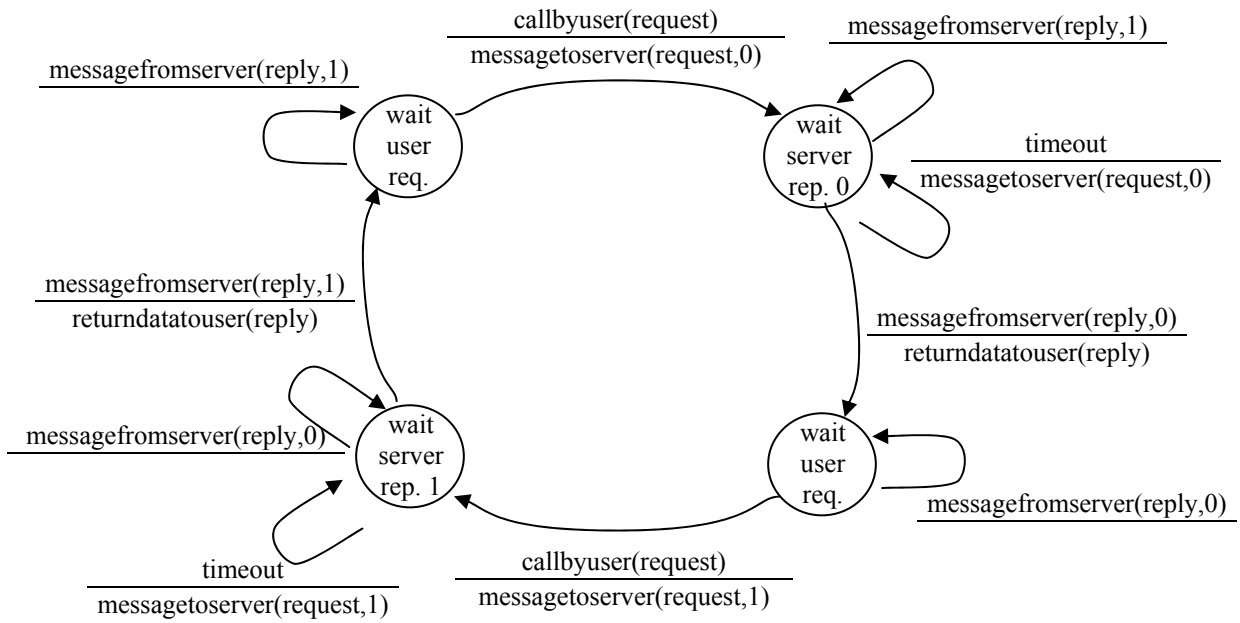 callbyuser(request)
messagetoserver(request,0)
messagefromserver(reply,1)
messagefromserver(reply,1)
wait
user
req.
wait
server
rep. 0
timeout
messagetoserver(request,0)
messagefromserver(reply,1)
returndatatouser(reply)
messagefromserver(reply,0)
returndatatouser(reply)
messagefromserver(reply,0)
wait
server
rep. 1
wait
user
req.
messagefromserver(reply,0)
timeout
messagetoserver(request,1)
callbyuser(request)
messagetoserver(request,1)